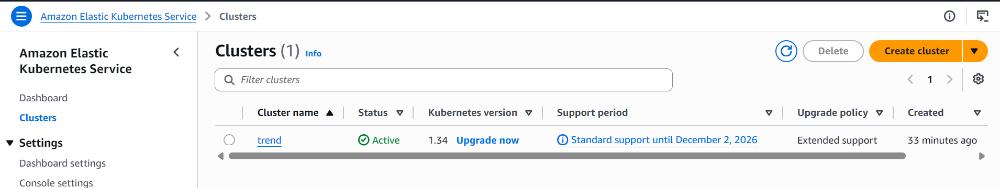 Amazon Elastic Kubernetes Service Clusters
Amazon Elastic
Kubernetes Service
Dashboard
Clusters
Settings
Dashboard settings
Console settings
Clusters (1) Info
Delete
Create cluster
Filter clusters
1
Cluster name Status Kubernetes version Support period Upgrade policy Created
trend Active 1.34 Upgrade now Standard support until December 2, 2026 Extended support 33 minutes ago